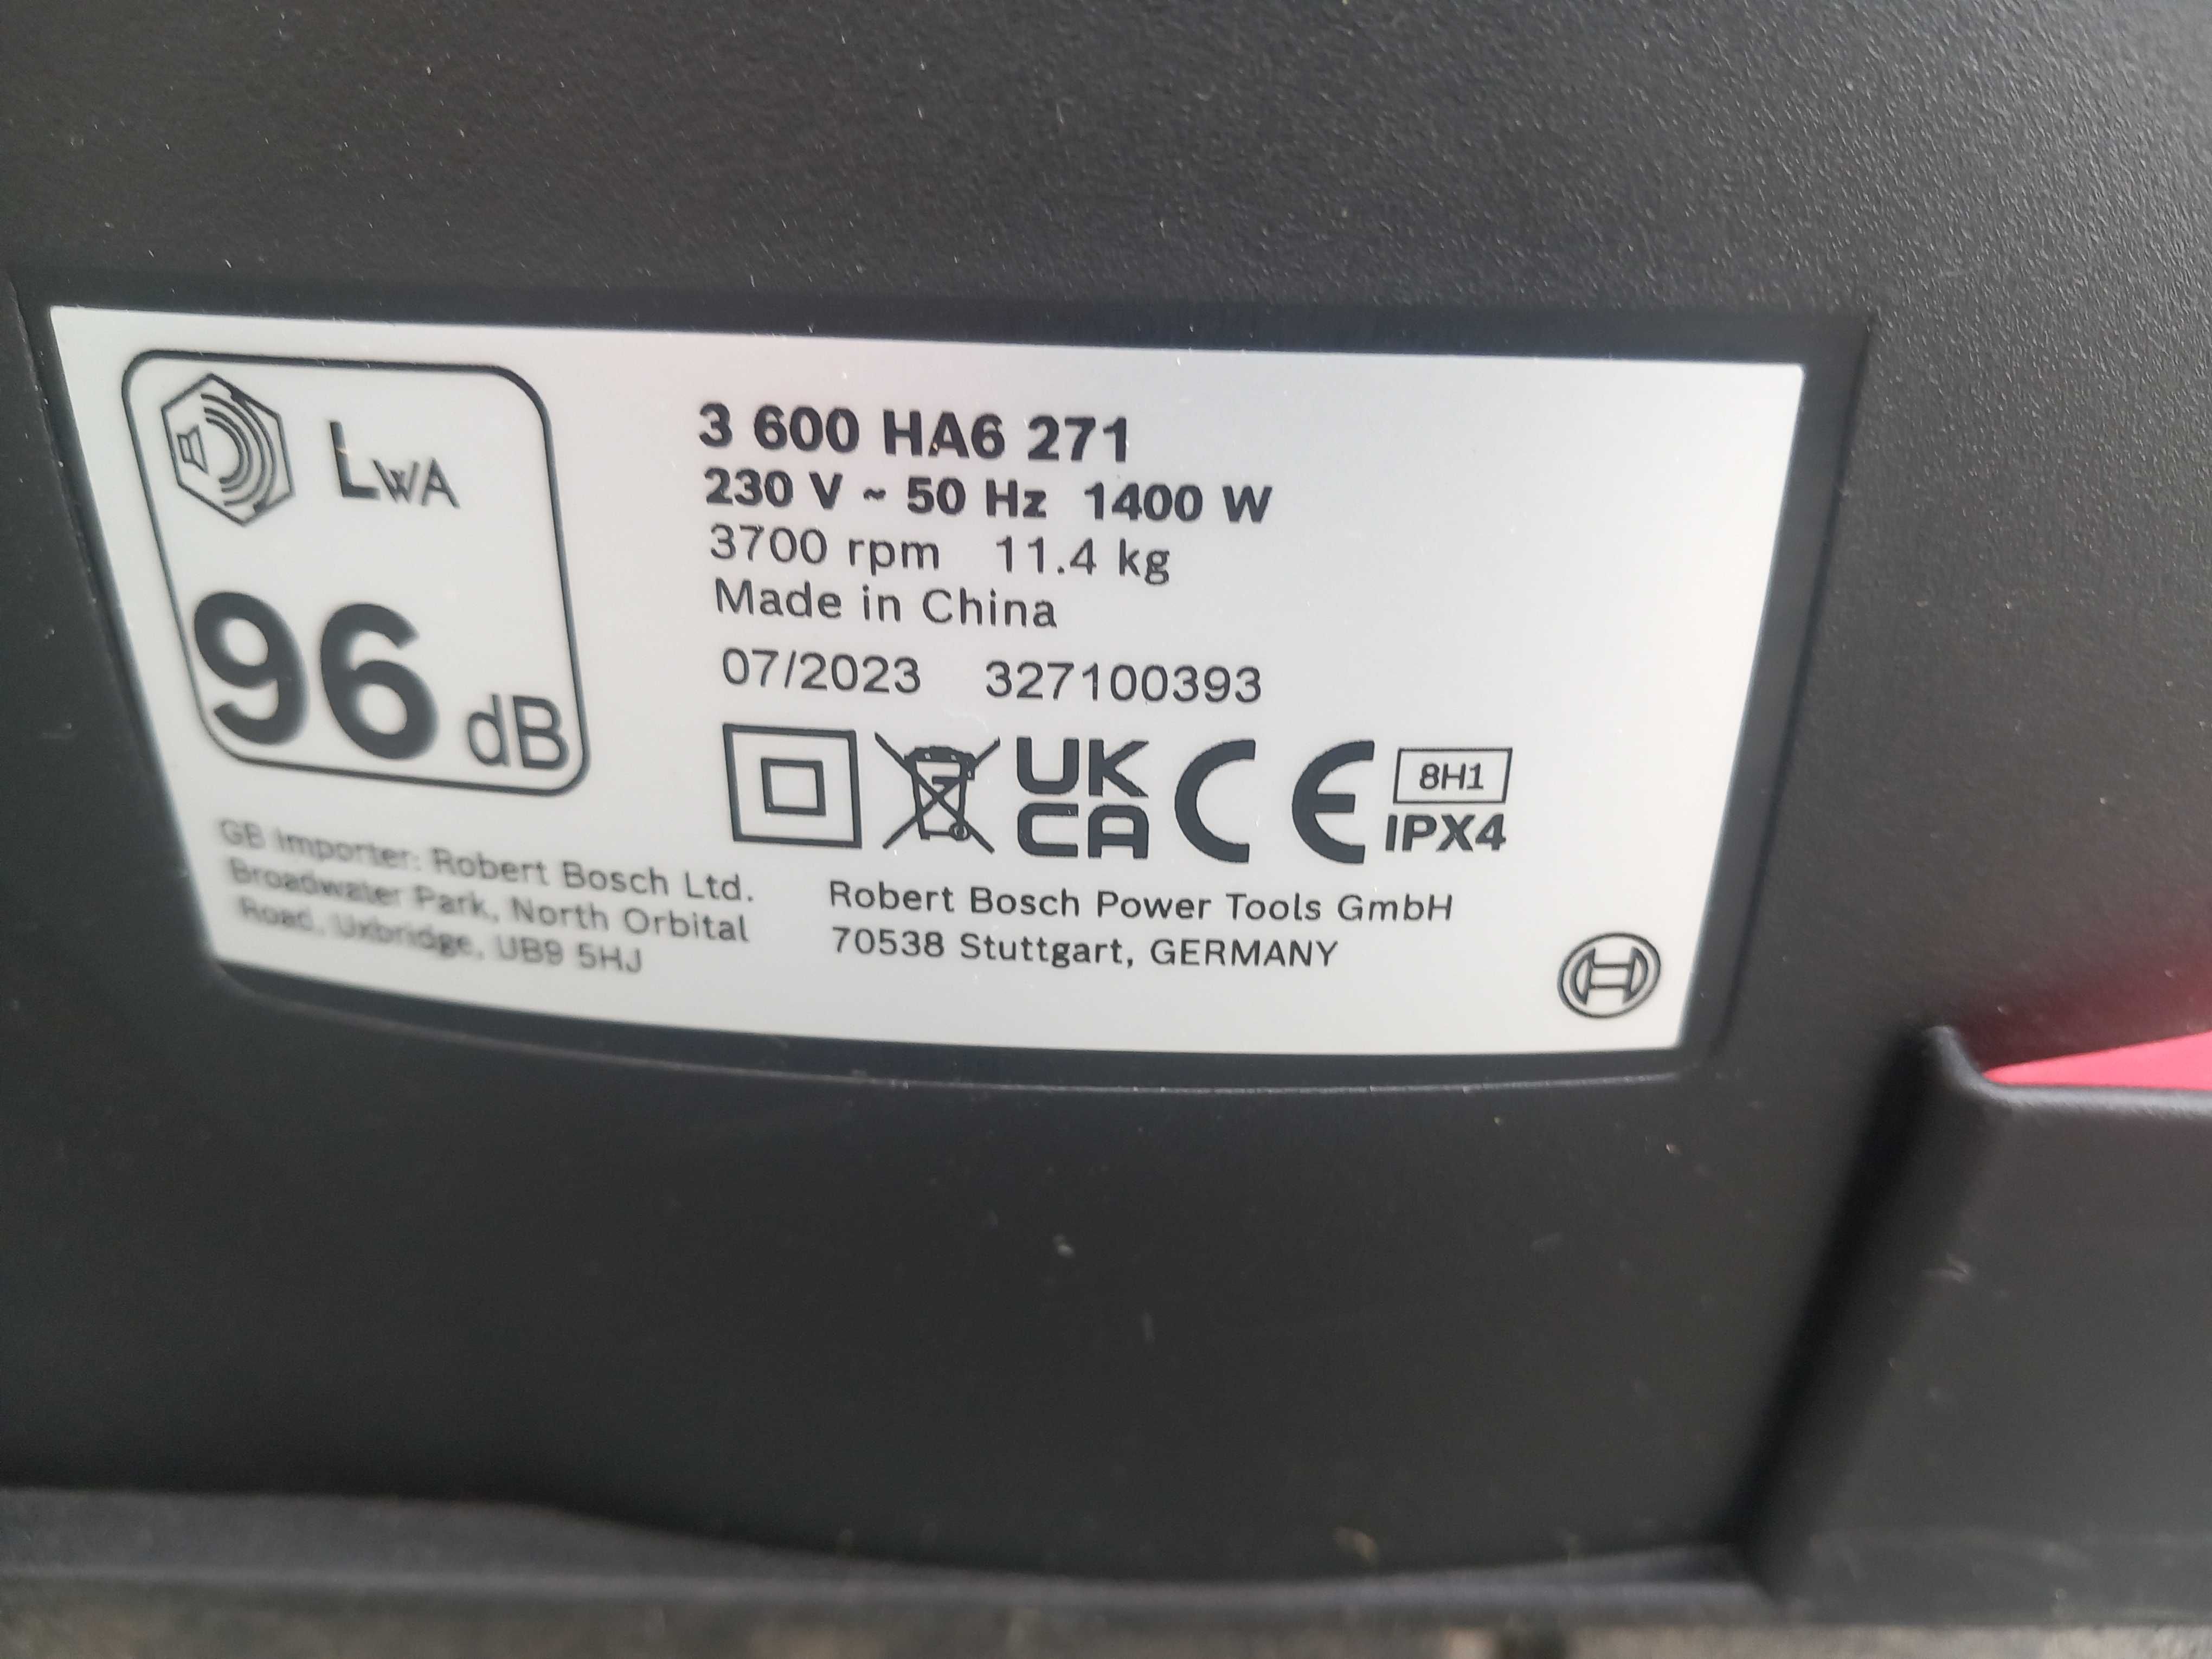 LWA
96 dB
3 600 HA6 271
230 V ~ 50 Hz 1400 W
3700 rpm 11.4 kg
Made in China
07/2023 327100393
UK
CA
CE
8H1
IPX4
GB Importer: Robert Bosch Ltd.
Broadwater Park, North Orbital
Road, Uxbridge, UB9 5HJ
Robert Bosch Power Tools GmbH
70538 Stuttgart, GERMANY